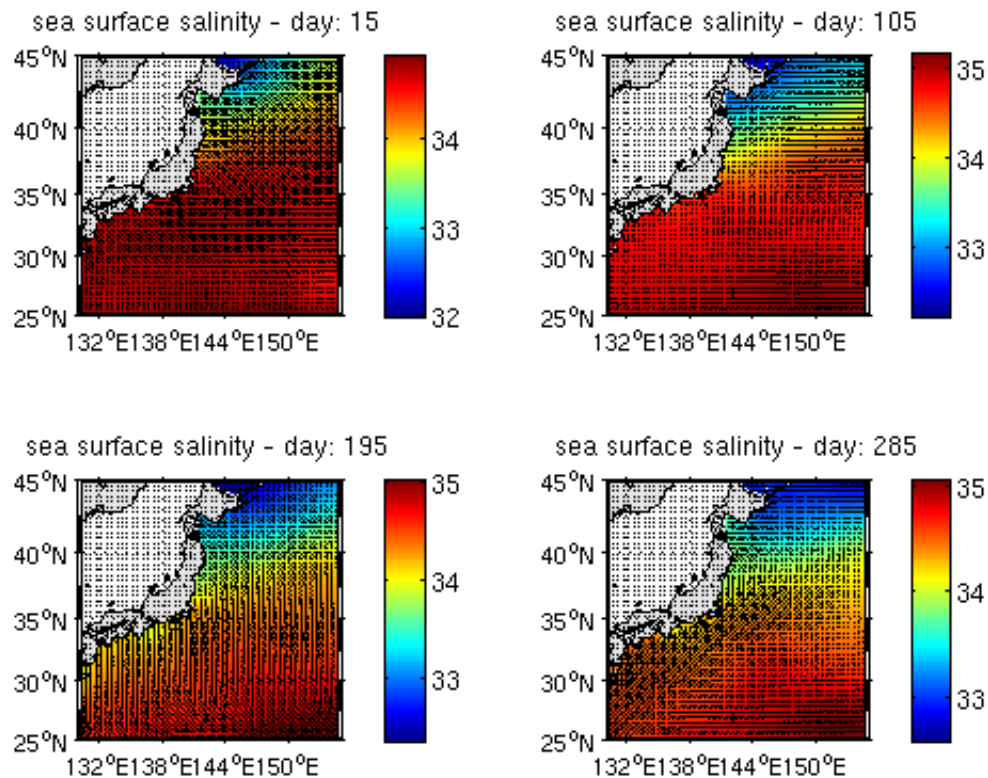 sea surface salinity - day: 15
45°N
40°N
35°N
30°N
25°N
132°E138°E144°E150°E
34
33
32
sea surface salinity - day: 105
45°N
40°N
35°N
30°N
25°N
132°E138°E144°E150°E
35
34
33
sea surface salinity - day: 195
45°N
40°N
35°N
30°N
25°N
132°E138°E144°E150°E
35
34
33
sea surface salinity - day: 285
45°N
40°N
35°N
30°N
25°N
132°E138°E144°E150°E
35
34
33